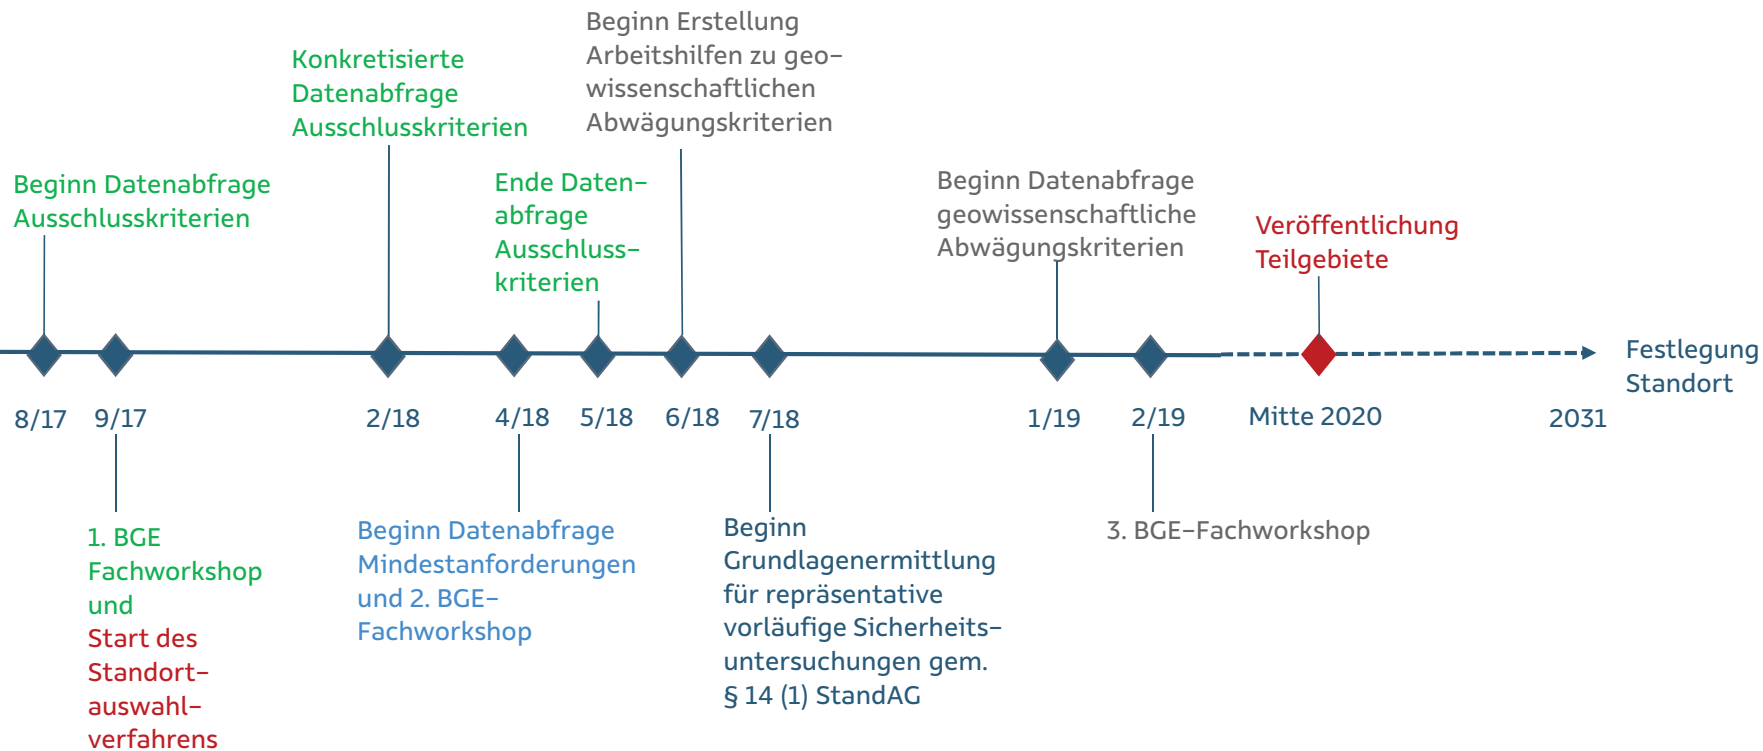 Beginn Datenabfrage
Ausschlusskriterien
Konkretisierte
Datenabfrage
Ausschlusskriterien
Ende Daten–
abfrage
Ausschluss–
kriterien
Beginn Erstellung
Arbeitshilfen zu geo–
wissenschaftlichen
Abwägungskriterien
Beginn Datenabfrage
geowissenschaftliche
Abwägungskriterien
Veröffentlichung
Teilgebiete
Festlegung
Standort
8/17
9/17
2/18
4/18
5/18
6/18
7/18
1/19
2/19
Mitte 2020
2031
1. BGE
Fachworkshop
und
Start des
Standort–
auswahl–
verfahrens
Beginn Datenabfrage
Mindestanforderungen
und 2. BGE–
Fachworkshop
Beginn
Grundlagenermittlung
für repräsentative
vorläufige Sicherheits–
untersuchungen gem.
§ 14 (1) StandAG
3. BGE–Fachworkshop